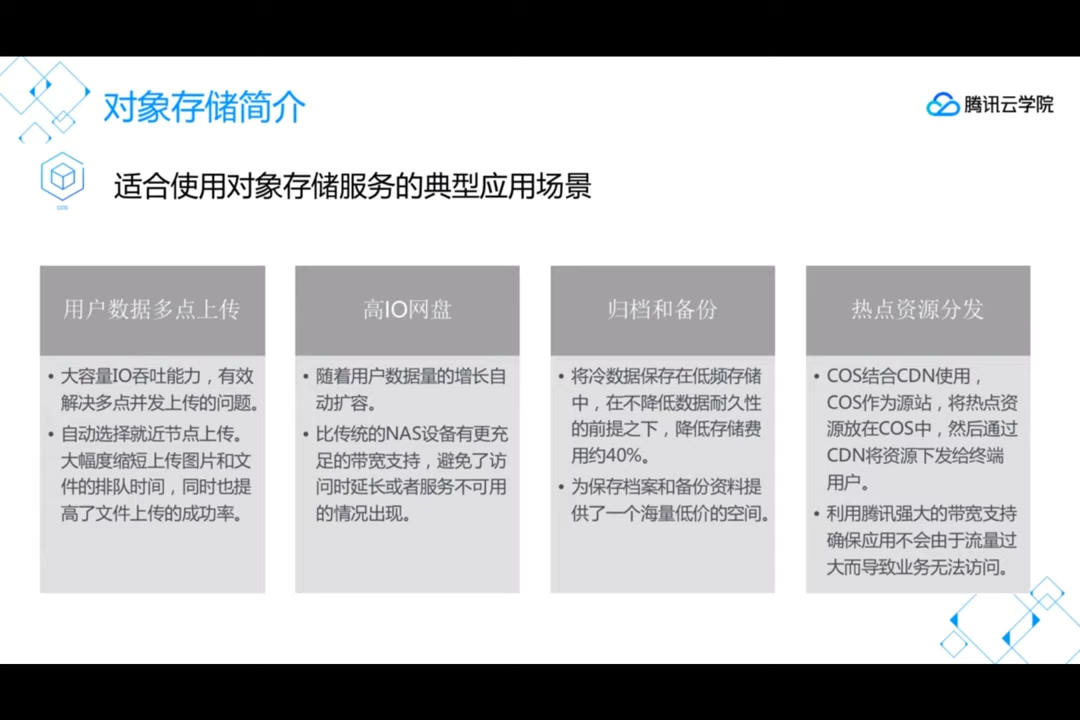 对象存储简介
腾讯云学院
COS
适合使用对象存储服务的典型应用场景
用户数据多点上传
• 大容量IO吞吐能力，有效
解决多点并发上传的问题。
• 自动选择就近节点上传。
大幅度缩短上传图片和文
件的排队时间，同时也提
高了文件上传的成功率。
高IO网盘
• 随着用户数据量的增长自
动扩容。
• 比传统的NAS设备有更充
足的带宽支持，避免了访
问时延长或者服务不可用
的情况出现。
归档和备份
• 将冷数据保存在低频存储
中，在不降低数据耐久性
的前提之下，降低存储费
用约40%。
• 为保存档案和备份资料提
供了一个海量低价的空间。
热点资源分发
• COS结合CDN使用，
COS作为源站，将热点资
源放在COS中，然后通过
CDN将资源下发给终端
用户。
• 利用腾讯强大的带宽支持
确保应用不会由于流量过
大而导致业务无法访问。